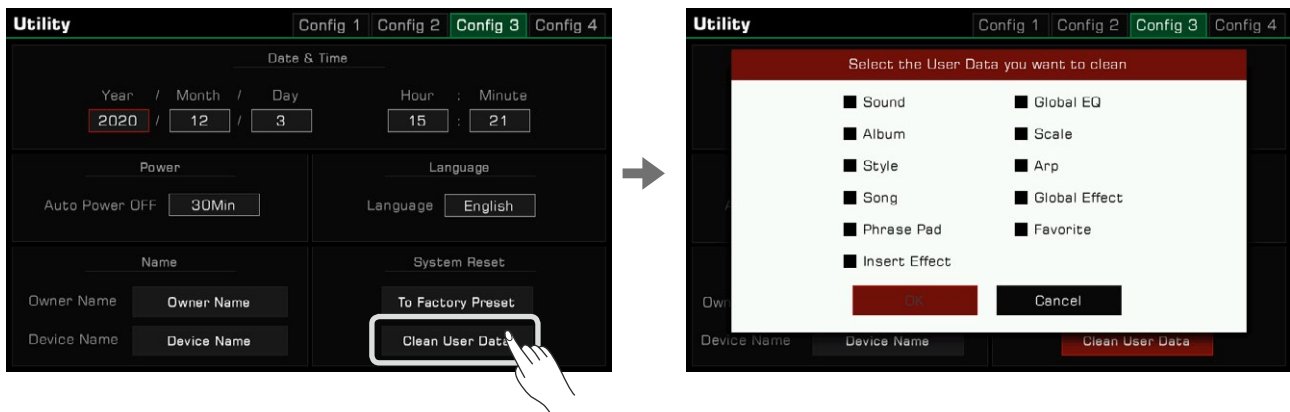 Utility Config 1 Config 2 Config 3 Config 4
Date & Time
Year / Month / Day Hour : Minute
2020 / 12 / 3 15 : 21
Power Language
Auto Power OFF 30Min Language English
Name System Reset
Owner Name Owner Name To Factory Preset
Device Name Device Name Clean User Data
Utility Config 1 Config 2 Config 3 Config 4
Select the User Data you want to clean
Sound Global EQ
Album Scale
Style Arp
Song Global Effect
Phrase Pad Favorite
Insert Effect
OK Cancel
Own
Device Name Device Name Clean User Data